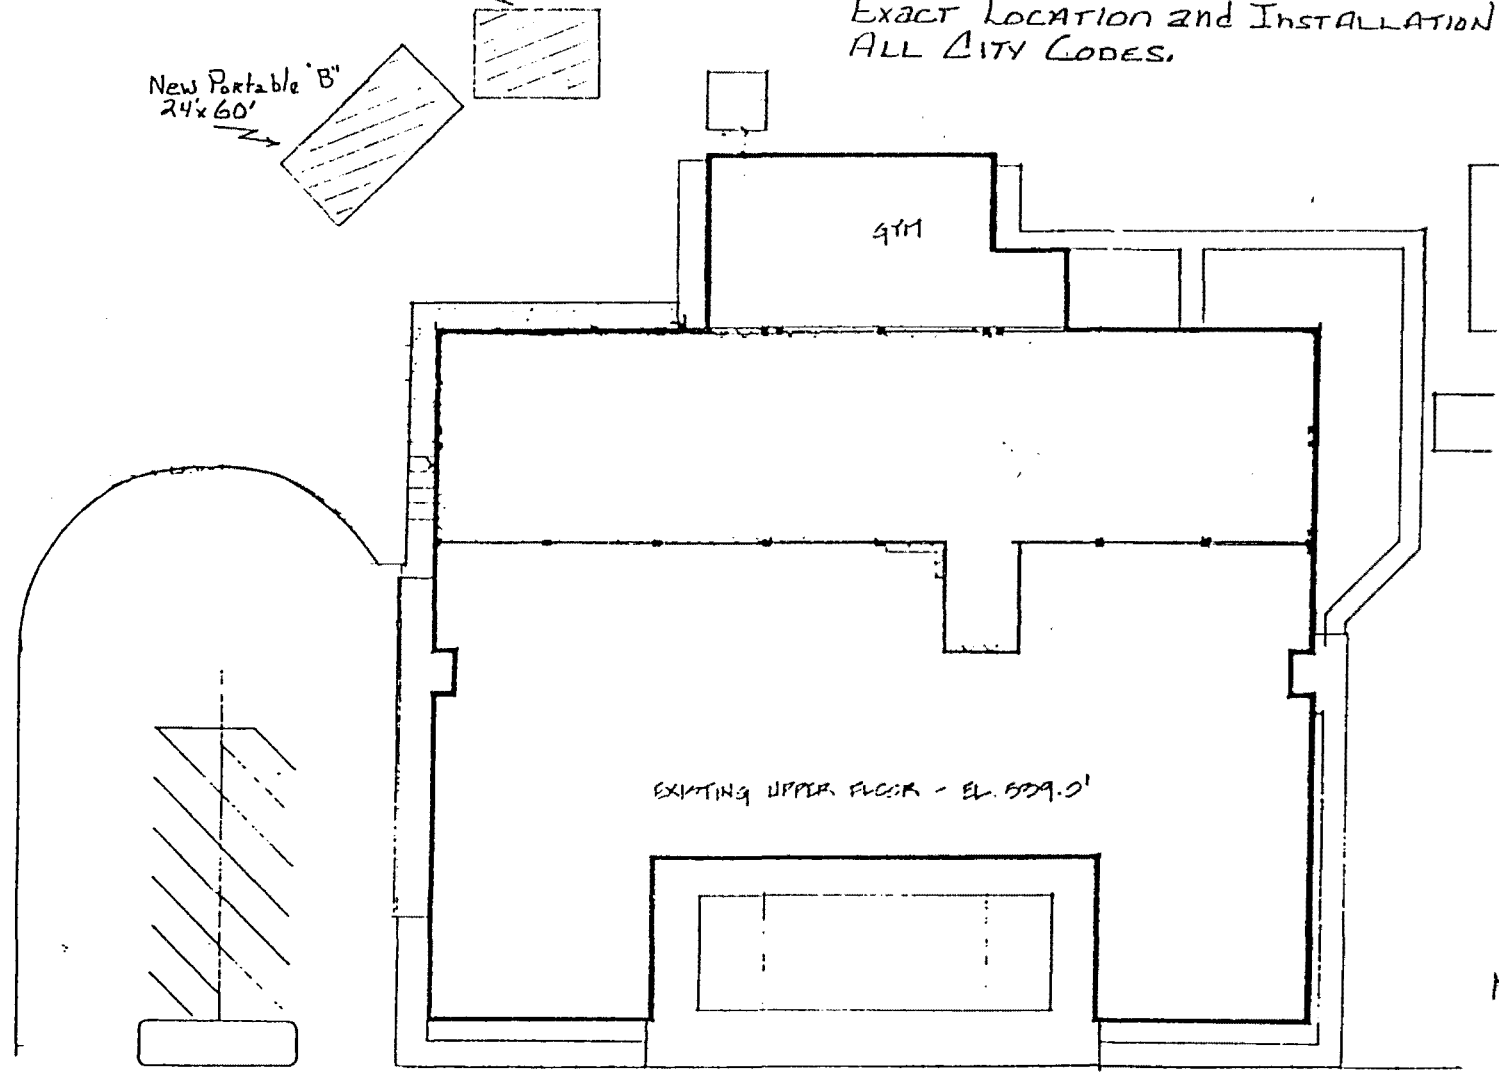 Exact Location and Installation
All City Codes.
New Portable "B"
24'x60'
GYM
EXISTING UPPER FLOOR - EL. 539.0'